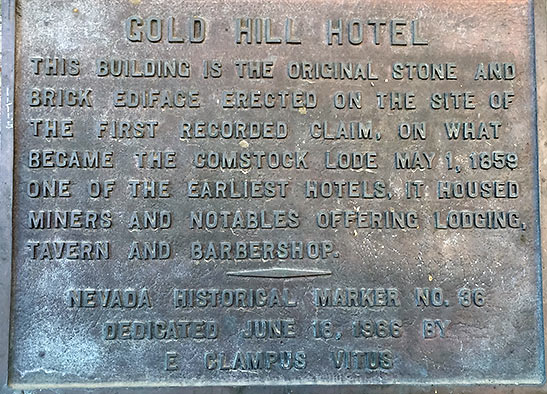 GOLD HILL HOTEL
THIS BUILDING IS THE ORIGINAL STONE AND
BRICK EDIFACE ERECTED ON THE SITE OF
THE FIRST RECORDED CLAIM, ON WHAT
BECAME THE COMSTOCK LODE MAY 1, 1859
ONE OF THE EARLIEST HOTELS, IT HOUSED
MINERS AND NOTABLES OFFERING LODGING,
TAVERN AND BARBERSHOP.
NEVADA HISTORICAL MARKER NO. 36
DEDICATED JUNE 18, 1966 BY
E CLAMPUS VITUS